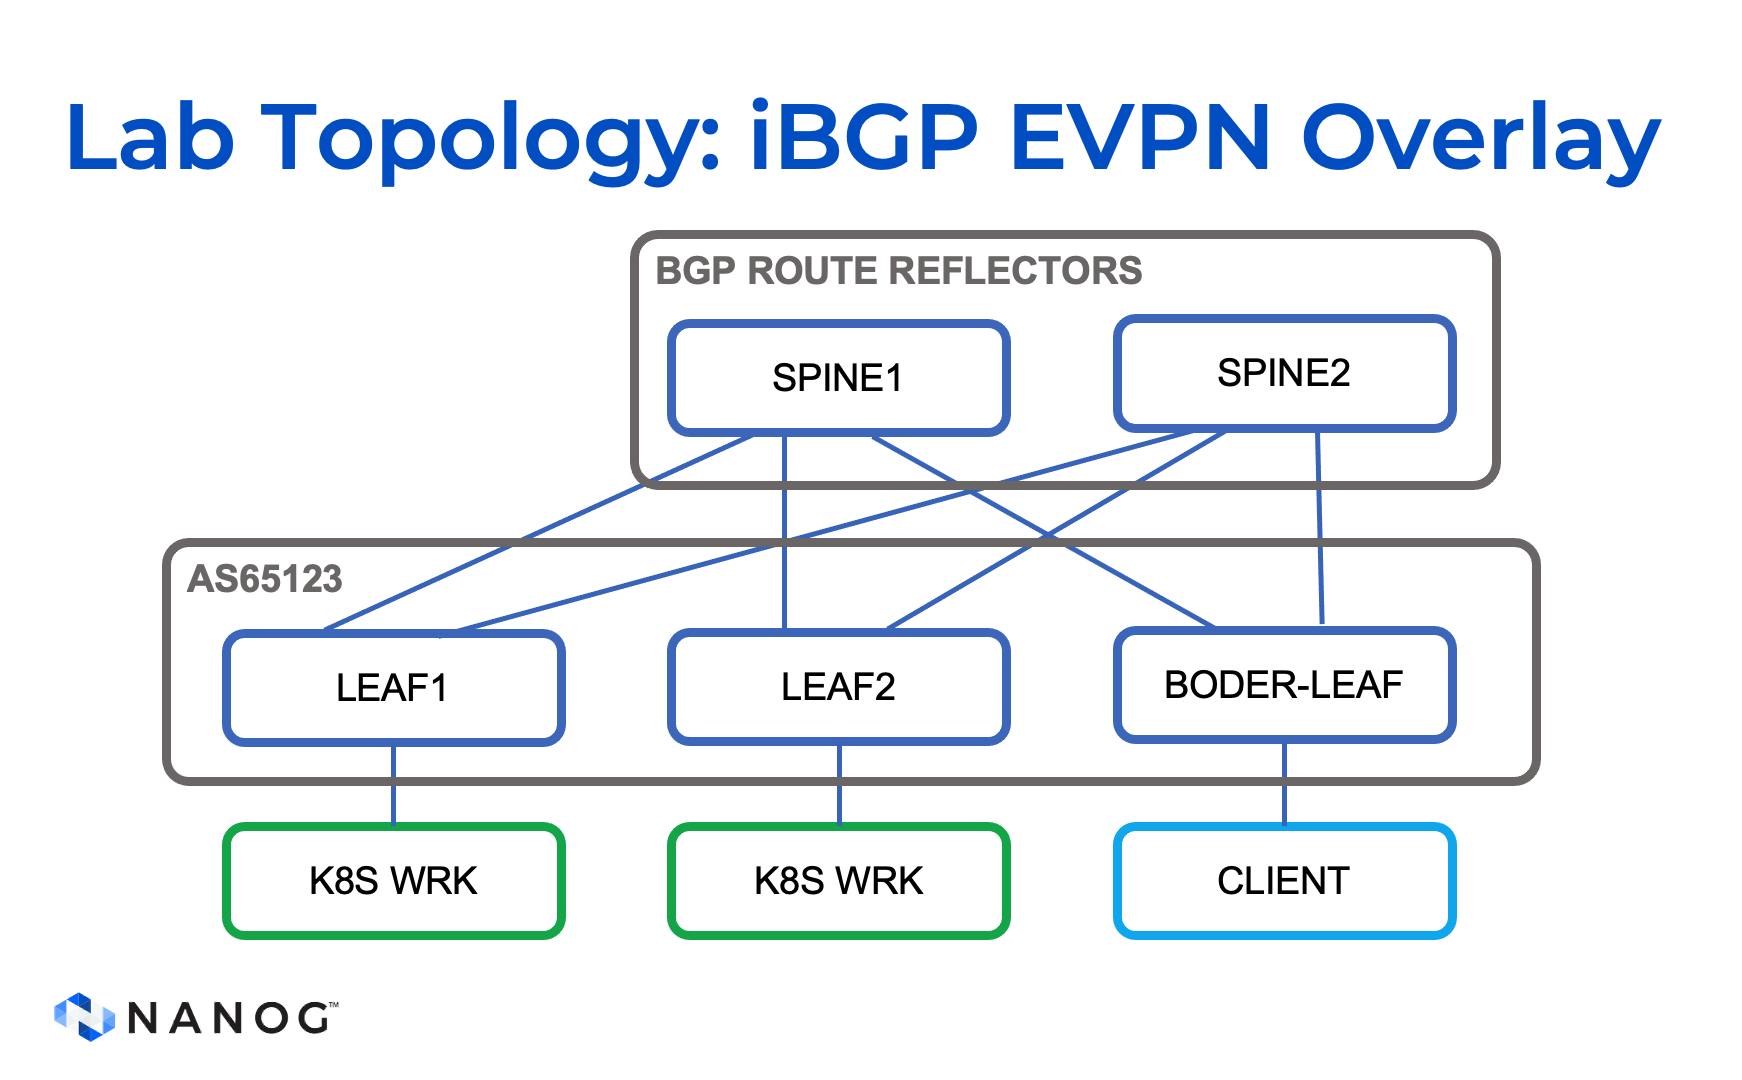 Lab Topology: iBGP EVPN Overlay
BGP ROUTE REFLECTORS
SPINE1
SPINE2
AS65123
LEAF1
LEAF2
BODER-LEAF
K8S WRK
K8S WRK
CLIENT
NANOG™